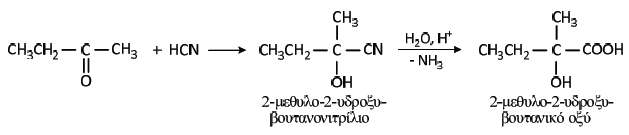 CH₃CH₂ – C – CH₃ + HCN → CH₃CH₂ – C – CN H₂O, H⁺ → CH₃CH₂ – C – COOH
O
CH₃
OH
- NH₃
CH₃
OH
2-μεθυλο-2-υδροξυ-
βουτανονιτρίλιο
2-μεθυλο-2-υδροξυ-
βουτανικό οξύ